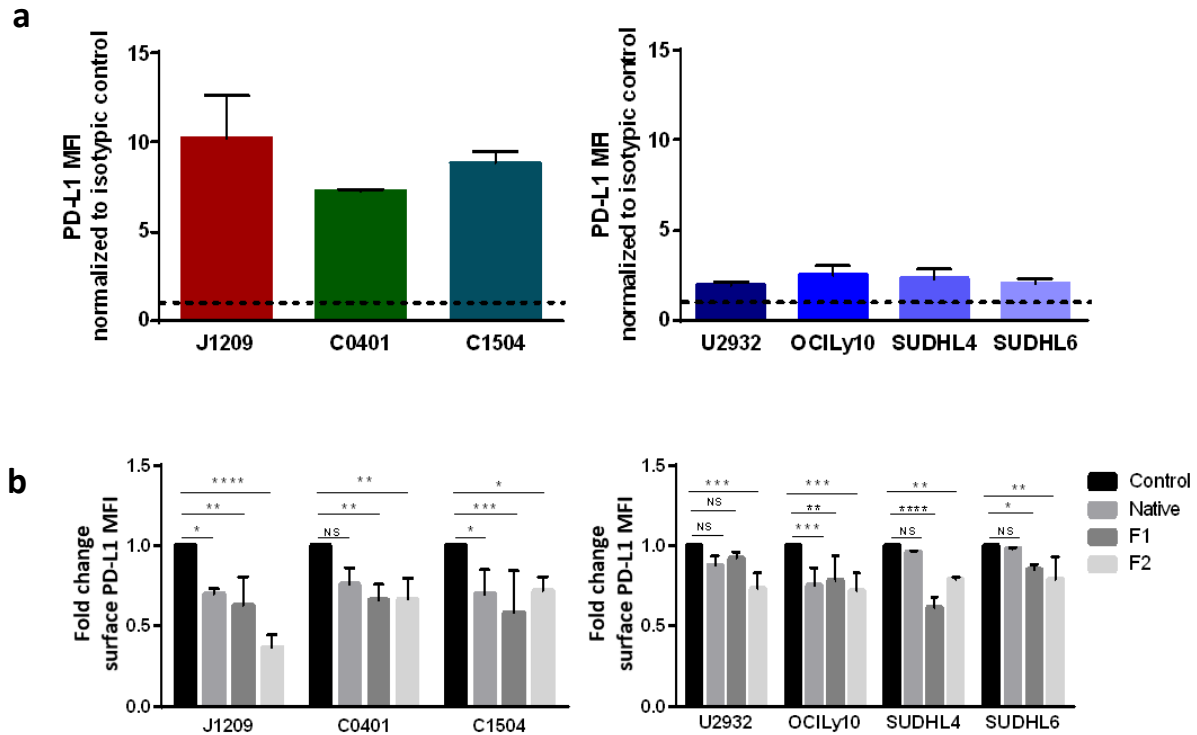 a
PD-L1 MFI
normalized to isotypic control
15
10
5
0
J1209 C0401 C1504
PD-L1 MFI
normalized to isotypic control
15
10
5
0
U2932 OCILy10 SUDHL4 SUDHL6
b
Fold change
surface PD-L1 MFI
1.5
1.0
0.5
0.0
**** ** *
** ** ***
* NS *
J1209 C0401 C1504
Fold change
surface PD-L1 MFI
1.5
1.0
0.5
0.0
*** *** ** **
NS ** **** *
NS *** NS NS
U2932 OCILy10 SUDHL4 SUDHL6
Control
Native
F1
F2